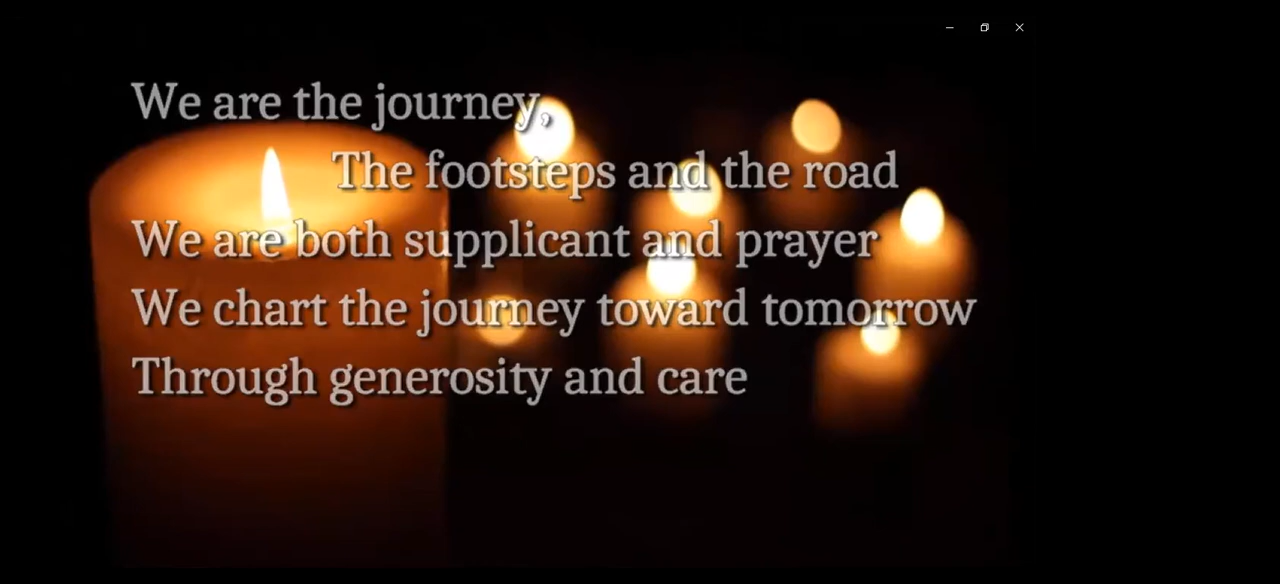 We are the journey,
The footsteps and the road
We are both supplicant and prayer
We chart the journey toward tomorrow
Through generosity and care